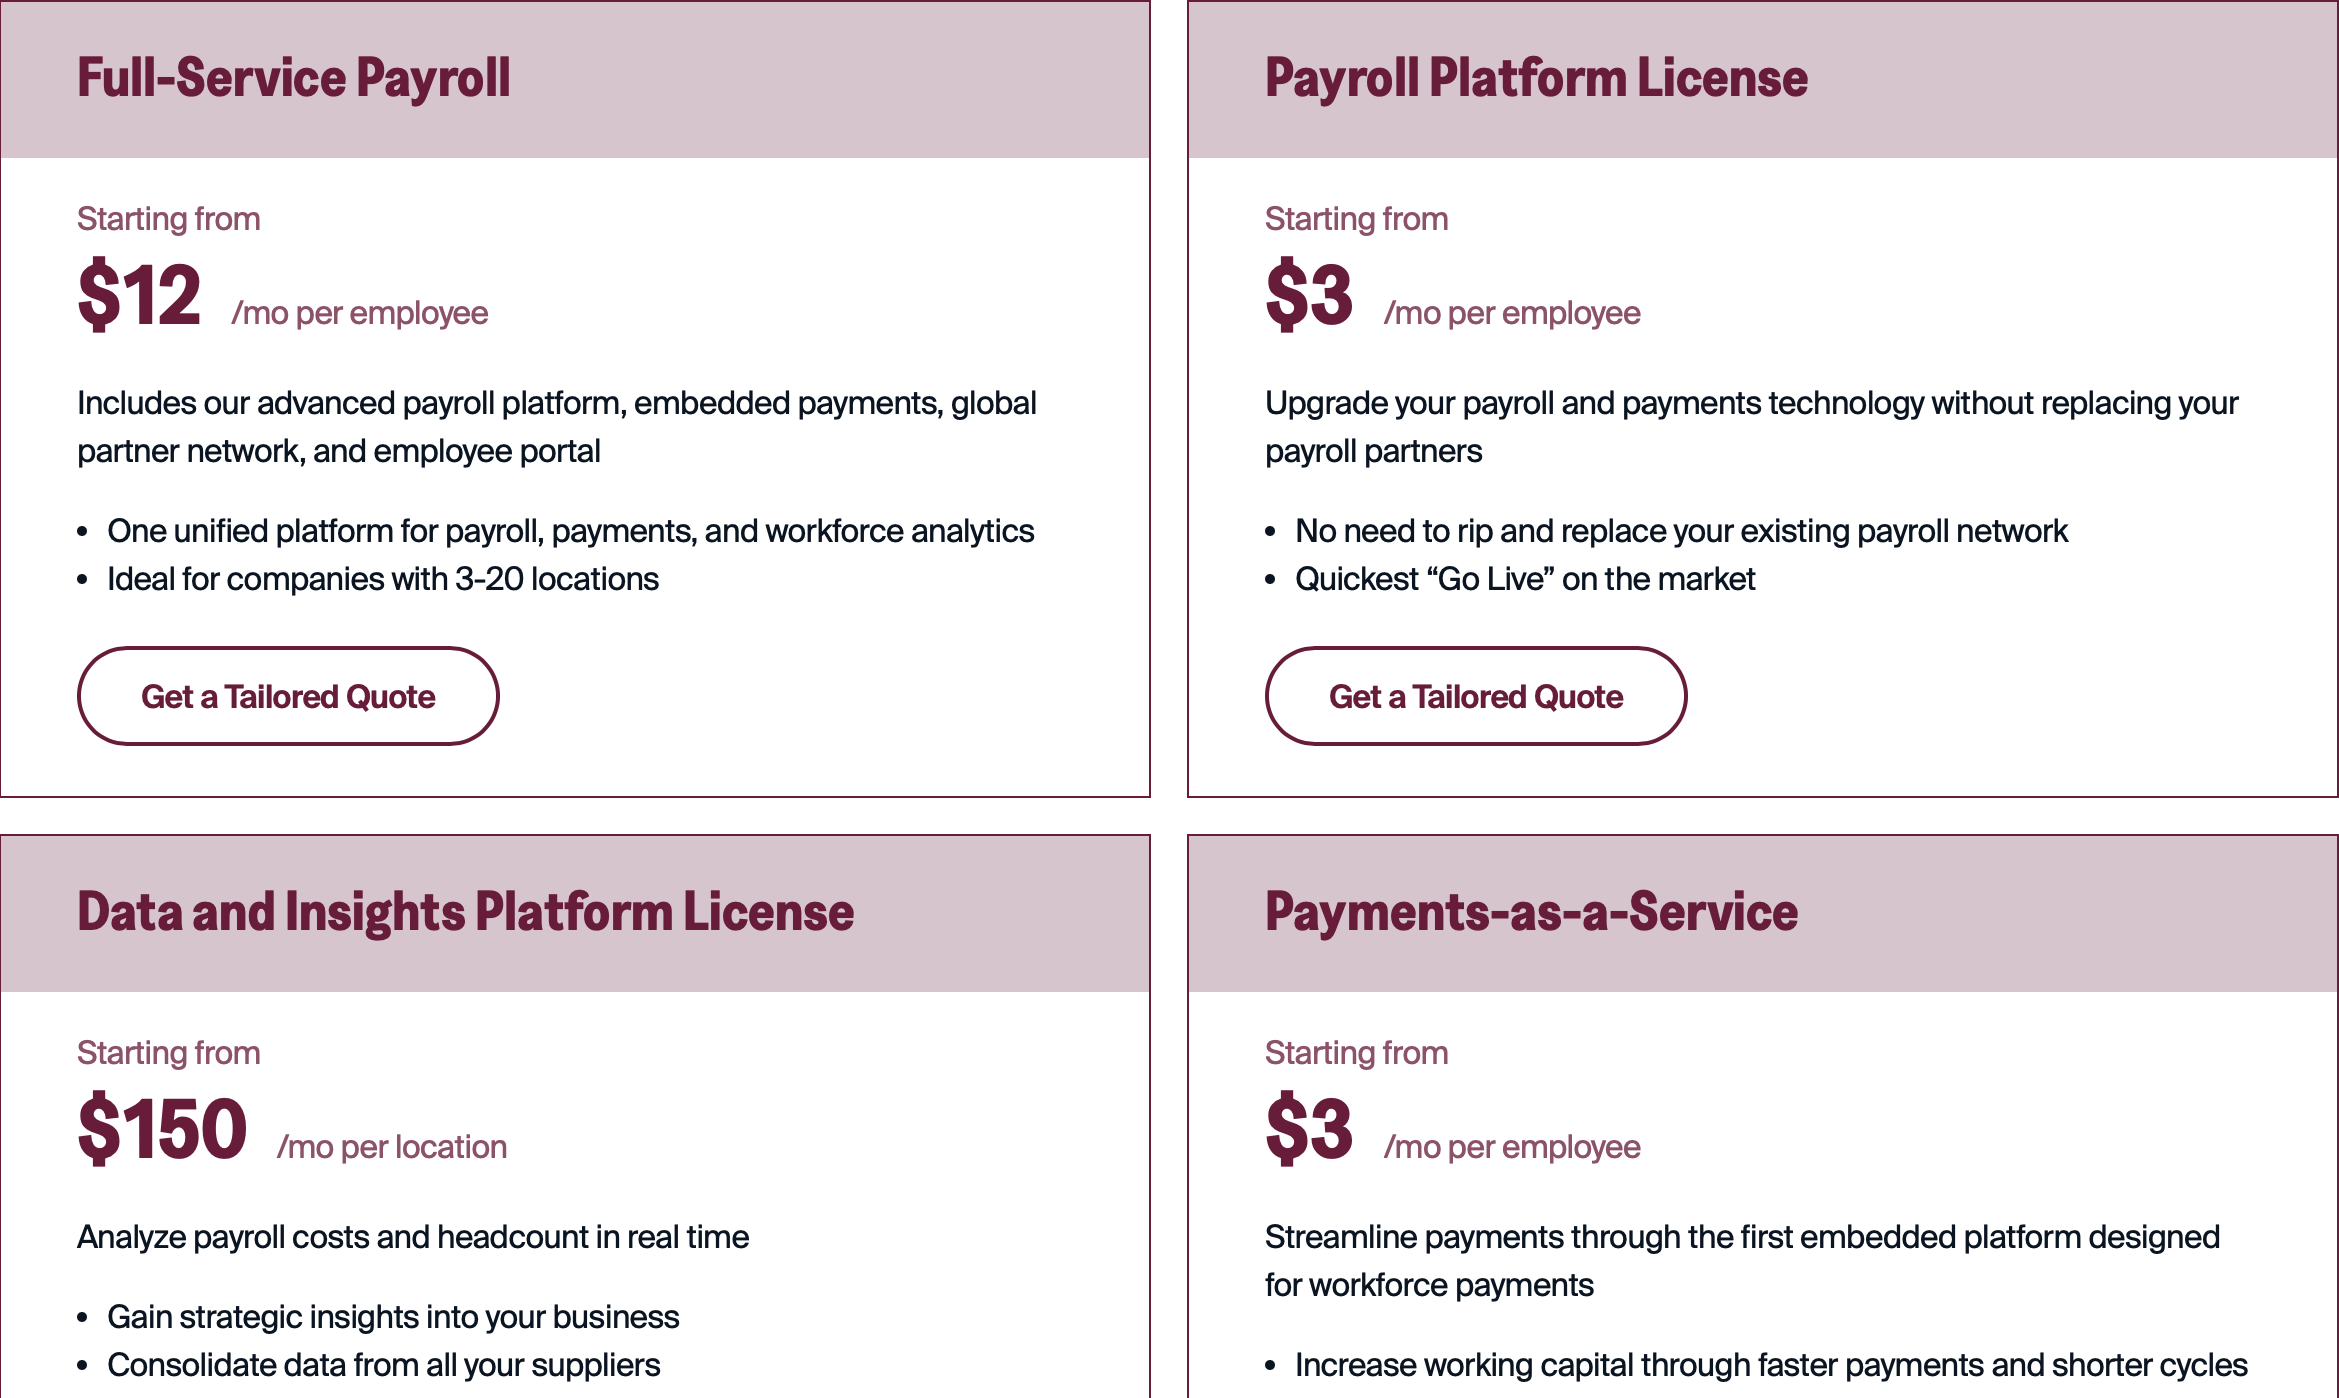 Full-Service Payroll
Starting from
$12 /mo per employee
Includes our advanced payroll platform, embedded payments, global
partner network, and employee portal
• One unified platform for payroll, payments, and workforce analytics
• Ideal for companies with 3-20 locations
Get a Tailored Quote
Payroll Platform License
Starting from
$3 /mo per employee
Upgrade your payroll and payments technology without replacing your
payroll partners
• No need to rip and replace your existing payroll network
• Quickest “Go Live” on the market
Get a Tailored Quote
Data and Insights Platform License
Starting from
$150 /mo per location
Analyze payroll costs and headcount in real time
• Gain strategic insights into your business
• Consolidate data from all your suppliers
Payments-as-a-Service
Starting from
$3 /mo per employee
Streamline payments through the first embedded platform designed
for workforce payments
• Increase working capital through faster payments and shorter cycles